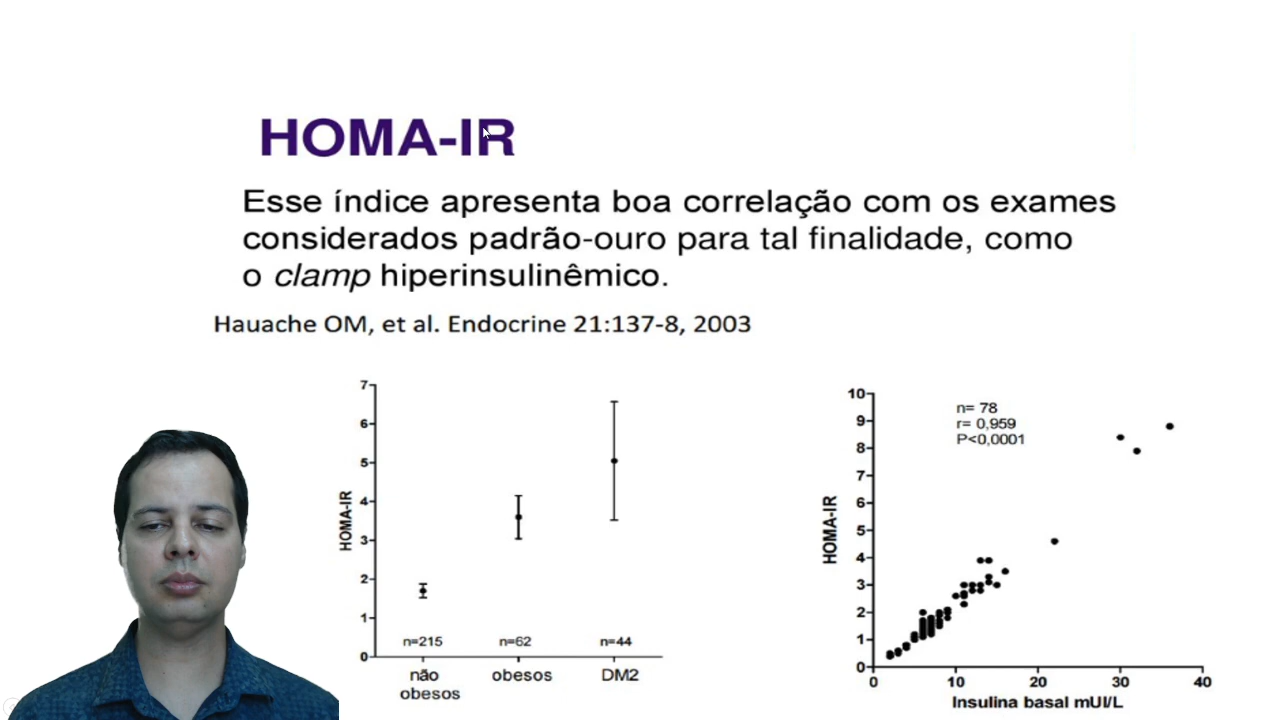 HOMA-IR
Esse índice apresenta boa correlação com os exames
considerados padrão-ouro para tal finalidade, como
o clamp hiperinsulinêmico.
Hauache OM, et al. Endocrine 21:137-8, 2003
7
6
5
4
3
2
1
0
HOMA-IR
n=215
n=62
n=44
não
obesos
obesos
DM2
10
9
8
7
6
5
4
3
2
1
0
HOMA-IR
n= 78
r= 0,959
P<0,0001
0
10
20
30
40
Insulina basal mUI/L